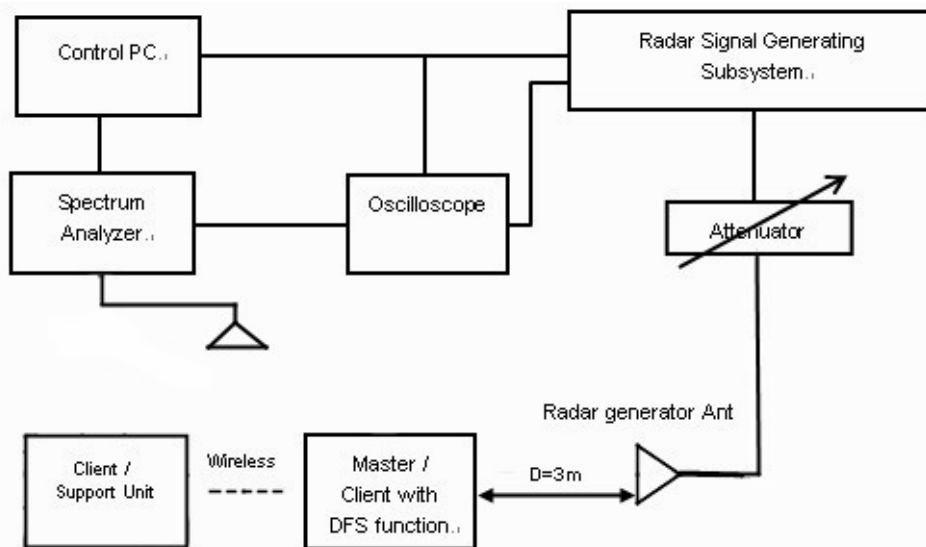 Control PC.
Radar Signal Generating
Subsystem.
Spectrum
Analyzer.
Oscilloscope
Attenuator
Radar generator Ant
Client /
Support Unit
Wireless
Master /
Client with
DFS function.
D=3m